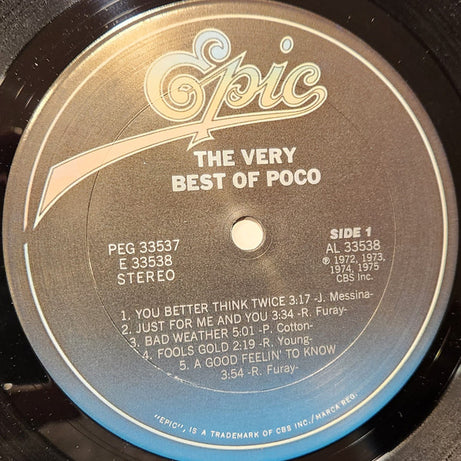 Epic
THE VERY
BEST OF POCO
PEG 33537
E 33538
STEREO
SIDE 1
AL 33538
℗ 1972, 1973,
1974, 1975
CBS Inc.
1. YOU BETTER THINK TWICE 3:17 -J. Messina-
2. JUST FOR ME AND YOU 3:34 -R. Furay-
3. BAD WEATHER 5:01 -P. Cotton-
4. FOOLS GOLD 2:19 -R. Young-
5. A GOOD FEELIN' TO KNOW
3:54 -R. Furay-
"EPIC", IS A TRADEMARK OF CBS INC./MARCA REG.